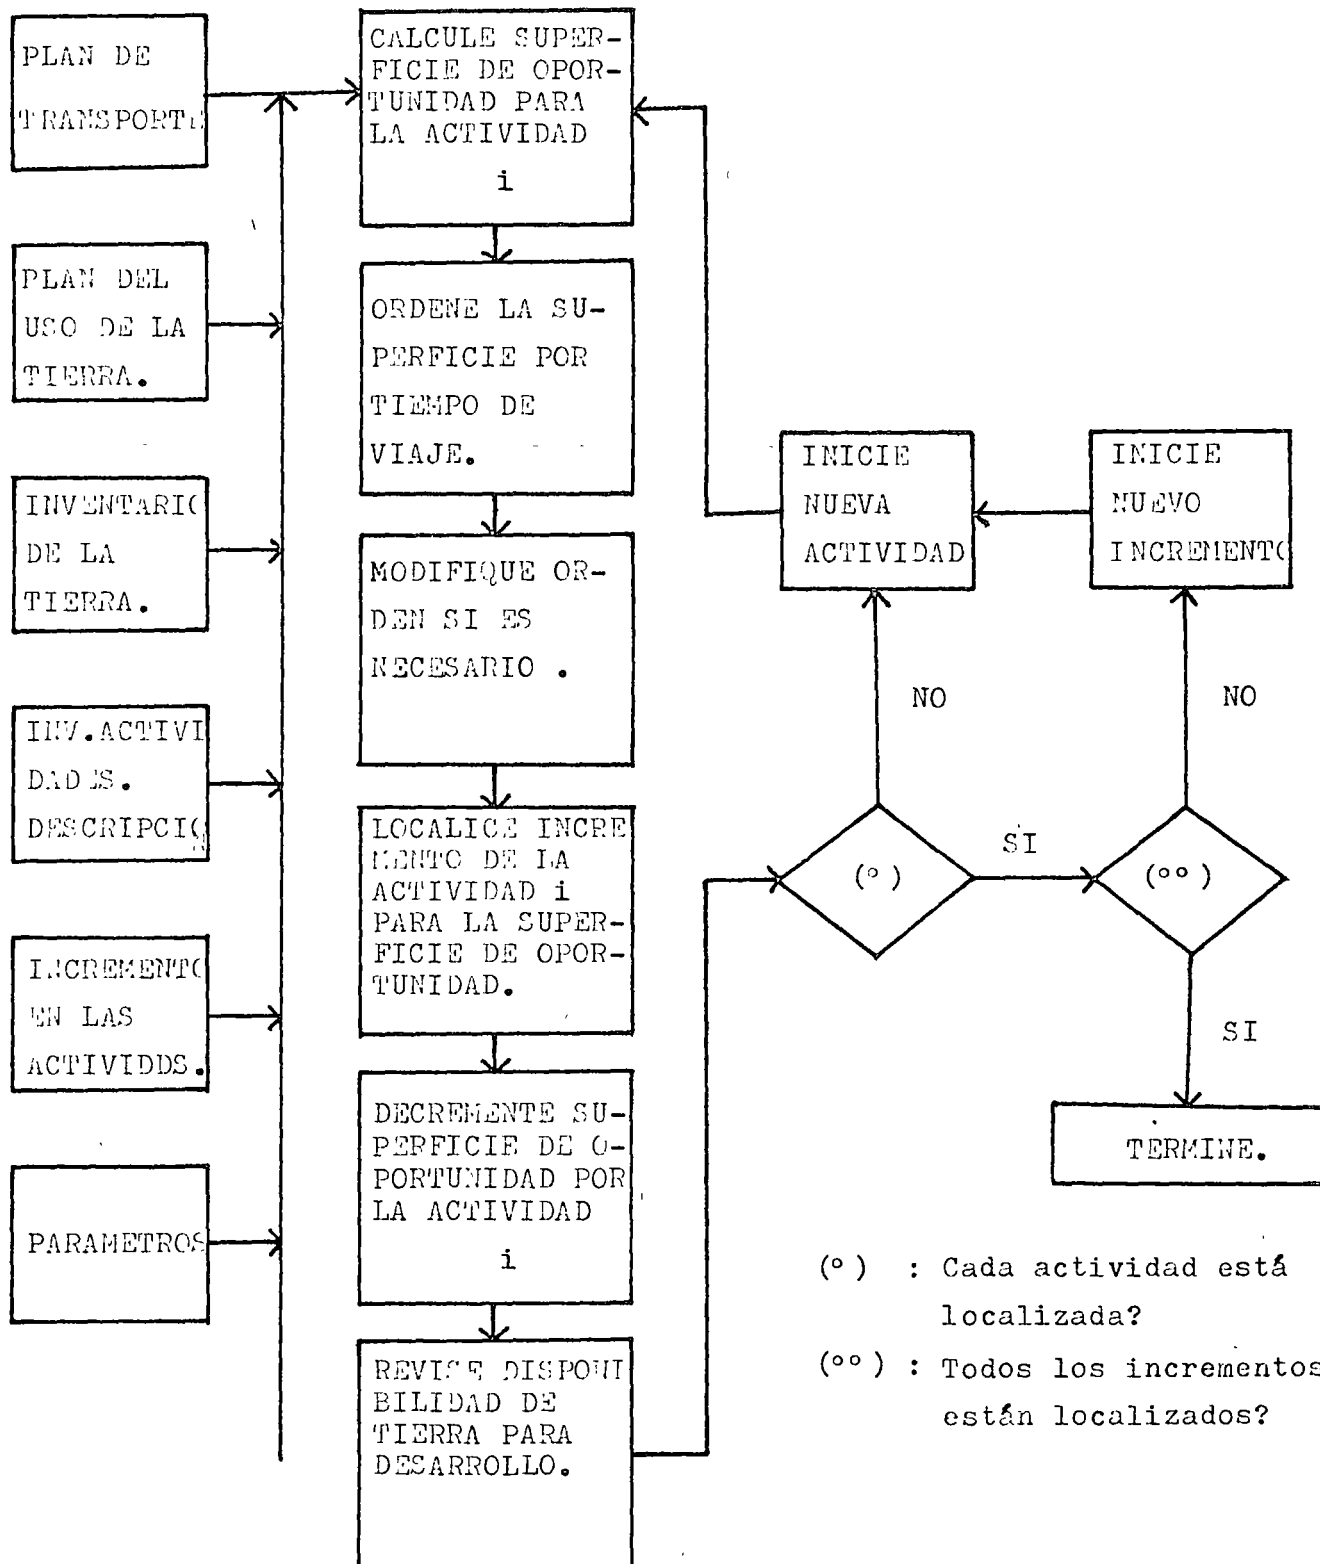 PLAN DE
TRANSPORTE
PLAN DEL
USO DE LA
TIERRA.
INVENTARIO
DE LA
TIERRA.
INV.ACTIVI
DADES.
DESCRIPCION
INCREMENTO
EN LAS
ACTIVIDDS.
PARAMETROS
CALCULE SUPER-
FICIE DE OPOR-
TUNIDAD PARA
LA ACTIVIDAD
i
ORDENE LA SU-
PERFICIE POR
TIEMPO DE
VIAJE.
MODIFIQUE OR-
DEN SI ES
NECESARIO .
LOCALICE INCRE
MENTO DE LA
ACTIVIDAD i
PARA LA SUPER-
FICIE DE OPOR-
TUNIDAD.
DECREMENTE SU-
PERFICIE DE O-
PORTUNIDAD POR
LA ACTIVIDAD
i
REVISE DISPONI
BILIDAD DE
TIERRA PARA
DESARROLLO.
INICIE
NUEVA
ACTIVIDAD
INICIE
NUEVO
INCREMENTO
NO
NO
(°)
SI
(°°)
SI
TERMINE.
(°) : Cada actividad está
localizada?
(°°) : Todos los incrementos
están localizados?